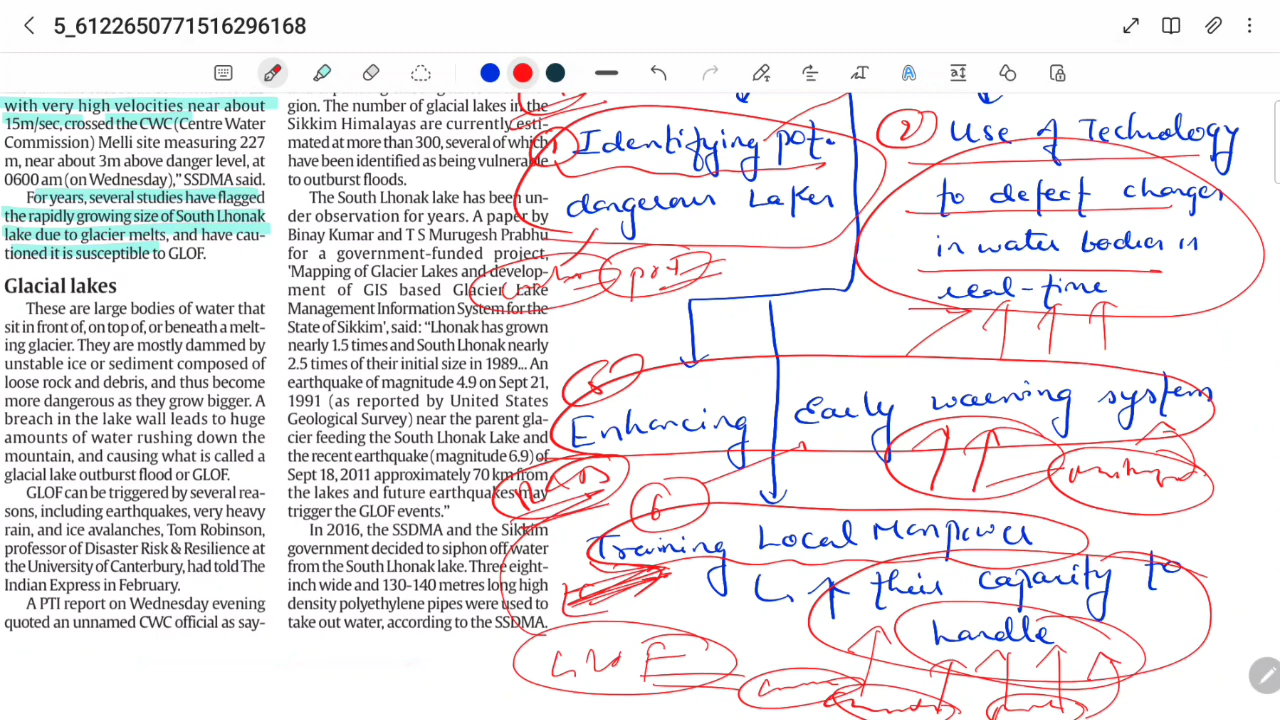 5_6122650771516296168
with very high velocities near about
15m/sec, crossed the CWC (Centre Water
Commission) Melli site measuring 227
m, near about 3m above danger level, at
0600 am (on Wednesday)," SSDMA said.
For years, several studies have flagged
the rapidly growing size of South Lhonak
lake due to glacier melts, and have cau-
tioned it is susceptible to GLOF.
Glacial lakes
These are large bodies of water that
sit in front of, on top of, or beneath a melt-
ing glacier. They are mostly dammed by
unstable ice or sediment composed of
loose rock and debris, and thus become
more dangerous as they grow bigger. A
breach in the lake wall leads to huge
amounts of water rushing down the
mountain, and causing what is called a
glacial lake outburst flood or GLOF.
GLOF can be triggered by several rea-
sons, including earthquakes, very heavy
rain, and ice avalanches, Tom Robinson,
professor of Disaster Risk & Resilience at
the University of Canterbury, had told The
Indian Express in February.
A PTI report on Wednesday evening
quoted an unnamed CWC official as say-
gion. The number of glacial lakes in the
Sikkim Himalayas are currently esti-
mated at more than 300, several of which
have been identified as being vulnerable
to outburst floods.
The South Lhonak lake has been un-
der observation for years. A paper by
Binay Kumar and T S Murugesh Prabhu
for a government-funded project,
'Mapping of Glacier Lakes and develop-
ment of GIS based Glacier Lake
Management Information System for the
State of Sikkim', said: "Lhonak has grown
nearly 1.5 times and South Lhonak nearly
2.5 times of their initial size in 1989... An
earthquake of magnitude 4.9 on Sept 21,
1991 (as reported by United States
Geological Survey) near the parent gla-
cier feeding the South Lhonak Lake and
the recent earthquake (magnitude 6.9) of
Sept 18, 2011 approximately 70 km from
the lakes and future earthquakes may
trigger the GLOF events."
In 2016, the SSDMA and the Sikkim
government decided to siphon off water
from the South Lhonak lake. Three eight-
inch wide and 130-140 metres long high
density polyethylene pipes were used to
take out water, according to the SSDMA.
① Identifying pot.
dangerous Lakes
② Use of Technology
to detect changes
in water bodies in
real-time
Enhancing Early warning system
⑥
Training Local Manpower
their capacity to
handle
GLOF